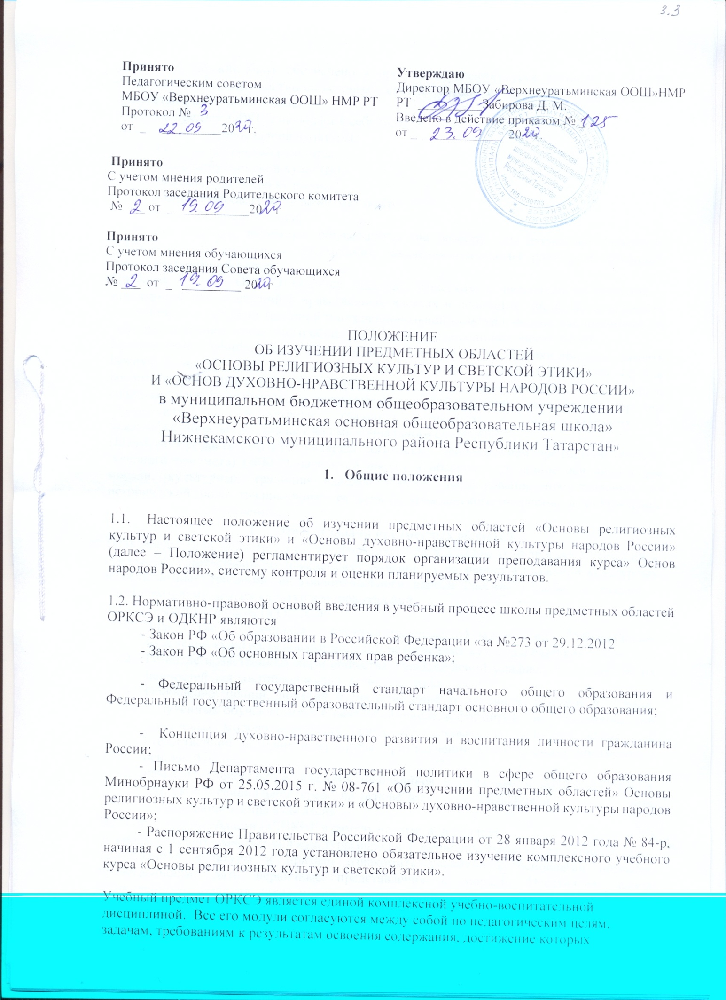 3.3
Принято
Педагогическим советом
МБОУ «Верхнеуратьминская ООШ» НМР РТ
Протокол № 3
от _ 22.09 2020 г.
Утверждаю
Директор МБОУ «Верхнеуратьминская ООШ»НМР
РТ Забирова Д. М.
Введено в действие приказом № 125
от _ 23.09 2020г.
школа» Нижнекамского
муниципального района
Республики Татарстан
ИНН 1651030783
Принято
С учетом мнения родителей
Протокол заседания Родительского комитета
№ 2 от _ 19.09 2020г
Принято
С учетом мнения обучающихся
Протокол заседания Совета обучающихся
№ 2 от _ 19.09 2020г
ПОЛОЖЕНИЕ
ОБ ИЗУЧЕНИИ ПРЕДМЕТНЫХ ОБЛАСТЕЙ
«ОСНОВЫ РЕЛИГИОЗНЫХ КУЛЬТУР И СВЕТСКОЙ ЭТИКИ»
И «ОСНОВ ДУХОВНО-НРАВСТВЕННОЙ КУЛЬТУРЫ НАРОДОВ РОССИИ»
в муниципальном бюджетном общеобразовательном учреждении
«Верхнеуратьминская основная общеобразовательная школа»
Нижнекамского муниципального района Республики Татарстан»
1. Общие положения
1.1. Настоящее положение об изучении предметных областей «Основы религиозных
культур и светской этики» и «Основы духовно-нравственной культуры народов России»
(далее – Положение) регламентирует порядок организации преподавания курса» Основ
народов России», систему контроля и оценки планируемых результатов.
1.2. Нормативно-правовой основой введения в учебный процесс школы предметных областей
ОРКСЭ и ОДКНР являются
- Закон РФ «Об образовании в Российской Федерации «за №273 от 29.12.2012
- Закон РФ «Об основных гарантиях прав ребенка»;
- Федеральный государственный стандарт начального общего образования и
Федеральный государственный образовательный стандарт основного общего образования;
- Концепция духовно-нравственного развития и воспитания личности гражданина
России;
- Письмо Департамента государственной политики в сфере общего образования
Минобрнауки РФ от 25.05.2015 г. № 08-761 «Об изучении предметных областей» Основы
религиозных культур и светской этики» и «Основы» духовно-нравственной культуры народов
России»;
- Распоряжение Правительства Российской Федерации от 28 января 2012 года № 84-р,
начиная с 1 сентября 2012 года установлено обязательное изучение комплексного учебного
курса «Основы религиозных культур и светской этики».
Учебный предмет ОРКСЭ является единой комплексной учебно-воспитательной
дисциплиной. Все его модули согласуются между собой по педагогическим целям,
задачам, требованиям к результатам освоения содержания, достижение которых